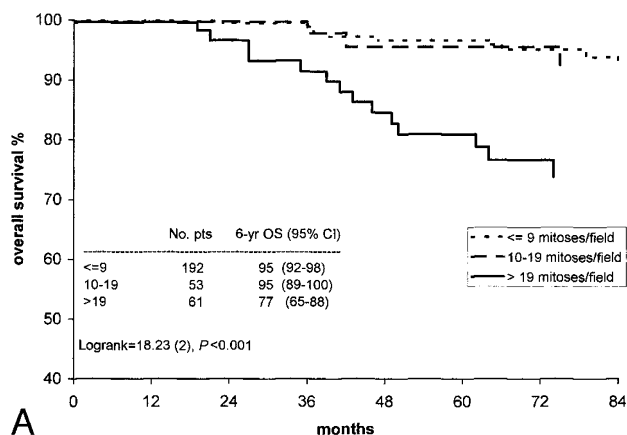 100
90
80
70
60
50
40
overall survival %
No. pts 6-yr OS (95% CI)
<=9 192 95 (92-98)
10-19 53 95 (89-100)
>19 61 77 (65-88)
Logrank=18.23 (2), P<0.001
<= 9 mitoses/field
10-19 mitoses/field
> 19 mitoses/field
0 12 24 36 48 60 72 84
months
A